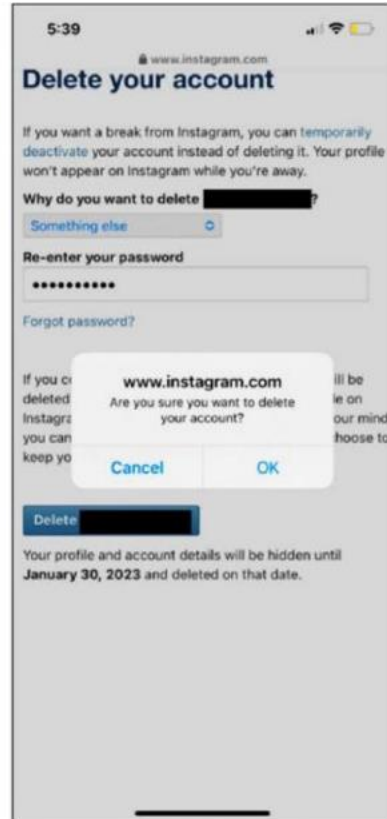 5:39
www.instagram.com
Delete your account
If you want a break from Instagram, you can temporarily
deactivate your account instead of deleting it. Your profile
won't appear on Instagram while you're away.
Why do you want to delete ?
Something else
Re-enter your password
Forgot password?
If you ill be
deleted le on
our mind
you can hoose to
keep yo
www.instagram.com
Are you sure you want to delete
your account?
Cancel OK
Delete
Your profile and account details will be hidden until
January 30, 2023 and deleted on that date.